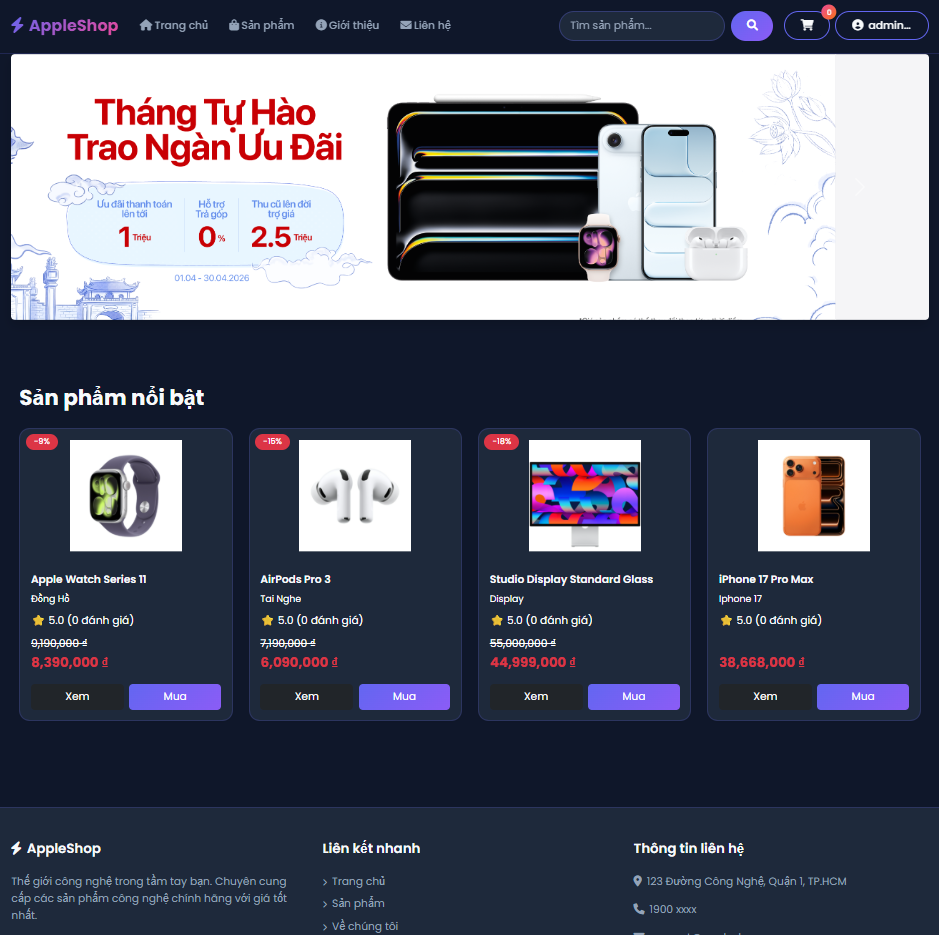 AppleShop
Trang chủ
Sản phẩm
Giới thiệu
Liên hệ
Tìm sản phẩm...
0
admin...
Tháng Tự Hào
Trao Ngàn Ưu Đãi
Ưu đãi thanh toán
lên tới
1 Triệu
Hỗ trợ
Trả góp
0 %
Thu cũ lên đời
trợ giá
2.5 Triệu
01.04 - 30.04.2026
Sản phẩm nổi bật
-9%
Apple Watch Series 11
Đồng Hồ
5.0 (0 đánh giá)
9,190,000 ₫
8,390,000 ₫
Xem
Mua
-15%
AirPods Pro 3
Tai Nghe
5.0 (0 đánh giá)
7,190,000 ₫
6,090,000 ₫
Xem
Mua
-18%
Studio Display Standard Glass
Display
5.0 (0 đánh giá)
55,000,000 ₫
44,999,000 ₫
Xem
Mua
iPhone 17 Pro Max
Iphone 17
5.0 (0 đánh giá)
38,668,000 ₫
Xem
Mua
AppleShop
Thế giới công nghệ trong tầm tay bạn. Chuyên cung
cấp các sản phẩm công nghệ chính hãng với giá tốt
nhất.
Liên kết nhanh
Trang chủ
Sản phẩm
Về chúng tôi
Thông tin liên hệ
123 Đường Công Nghệ, Quận 1, TP.HCM
1900 xxxx